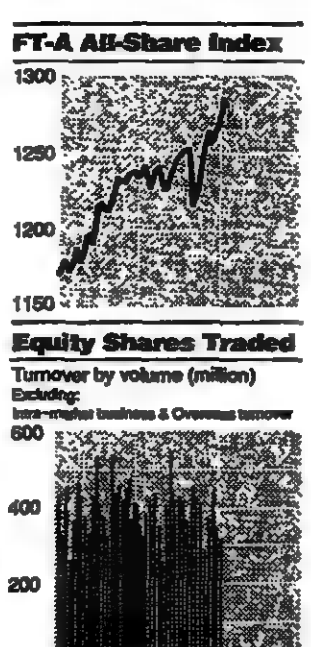 FT-A All-Share Index
1300
1250
1200
1150
Equity Shares Traded
Turnover by volume (million)
Excluding:
Intra-market business & Overseas turnover
600
400
200